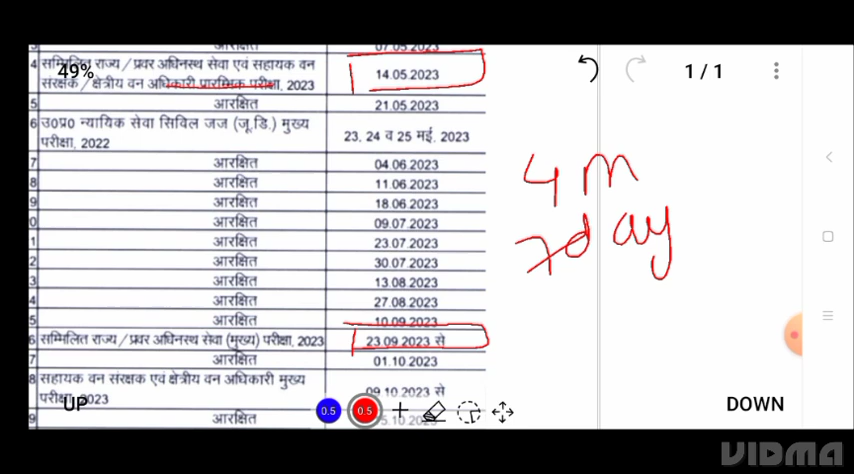 07.05.2023
4 सम्मिलित राज्य/प्रवर अधिनस्थ सेवा एवं सहायक वन
संरक्षक/क्षेत्रीय वन अधिकारी प्रारम्भिक परीक्षा, 2023 14.05.2023
49%
1 / 1
5 आरक्षित 21.05.2023
6 उ0प्र0 न्यायिक सेवा सिविल जज (जू.डि.) मुख्य
परीक्षा, 2022 23, 24 व 25 मई, 2023
7 आरक्षित 04.06.2023
8 आरक्षित 11.06.2023
9 आरक्षित 18.06.2023
0 आरक्षित 09.07.2023
1 आरक्षित 23.07.2023
2 आरक्षित 30.07.2023
3 आरक्षित 13.08.2023
4 आरक्षित 27.08.2023
5 आरक्षित 10.09.2023
6 सम्मिलित राज्य/प्रवर अधिनस्थ सेवा (मुख्य) परीक्षा, 2023 23.09.2023 से
7 आरक्षित 01.10.2023
8 सहायक वन संरक्षक एवं क्षेत्रीय वन अधिकारी मुख्य
परीक्षा, 2023 09.10.2023 से
9 आरक्षित
4 m
7day
UP
0.5
0.5
DOWN
VIDMA